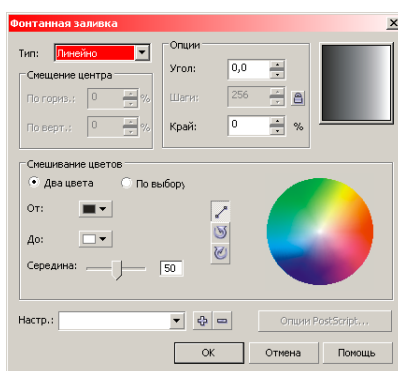 Фонтанная заливка
Тип: Линейно
Смещение центра
По гориз.: 0 %
По верт.: 0 %
Опции
Угол: 0,0
Шаги: 256
Край: 0 %
Смешивание цветов
Два цвета По выбору
От:
До:
Середина: 50
Настр.: Опции PostScript...
OK Отмена Помощь